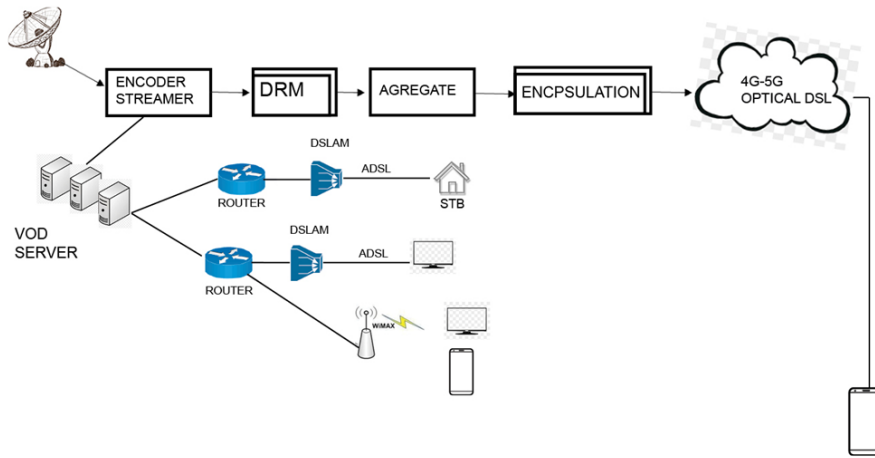 ENCODER
STREAMER
DRM
AGREGATE
ENCPSULATION
4G-5G
OPTICAL DSL
DSLAM
ADSL
ROUTER
STB
VOD
SERVER
DSLAM
ADSL
ROUTER
WiMAX